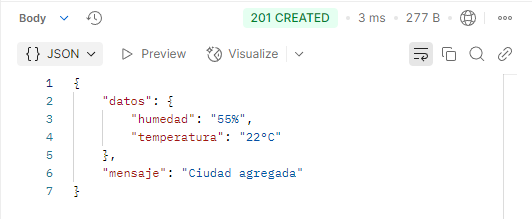 Body 201 CREATED • 3 ms • 277 B •
{} JSON Preview Visualize
1 {
2 "datos": {
3 "humedad": "55%",
4 "temperatura": "22°C"
5 },
6 "mensaje": "Ciudad agregada"
7 }